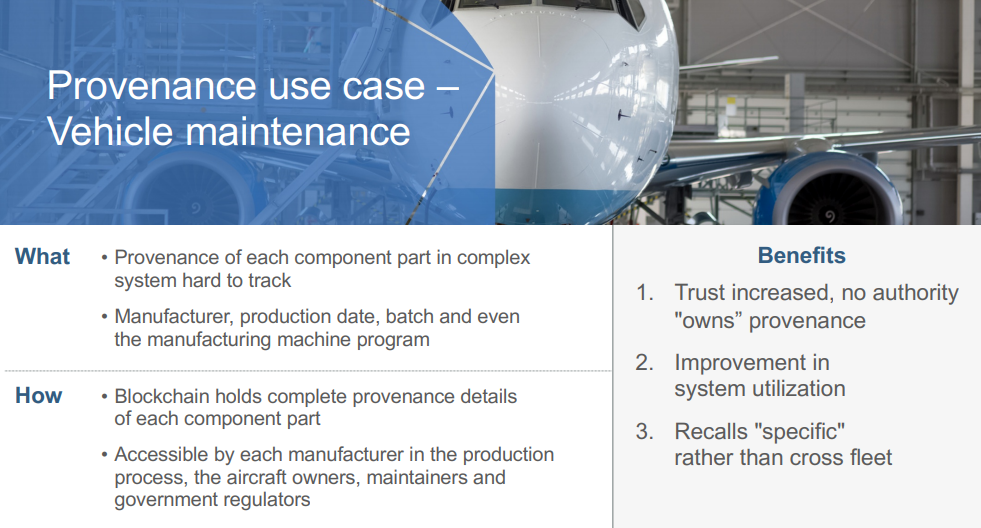 Provenance use case –
Vehicle maintenance
What
• Provenance of each component part in complex
system hard to track
• Manufacturer, production date, batch and even
the manufacturing machine program
How
• Blockchain holds complete provenance details
of each component part
• Accessible by each manufacturer in the production
process, the aircraft owners, maintainers and
government regulators
Benefits
1. Trust increased, no authority
"owns” provenance
2. Improvement in
system utilization
3. Recalls "specific"
rather than cross fleet